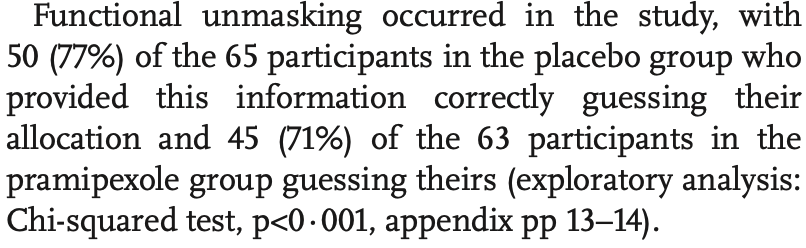 Functional unmasking occurred in the study, with
50 (77%) of the 65 participants in the placebo group who
provided this information correctly guessing their
allocation and 45 (71%) of the 63 participants in the
pramipexole group guessing theirs (exploratory analysis:
Chi-squared test, p<0·001, appendix pp 13–14).